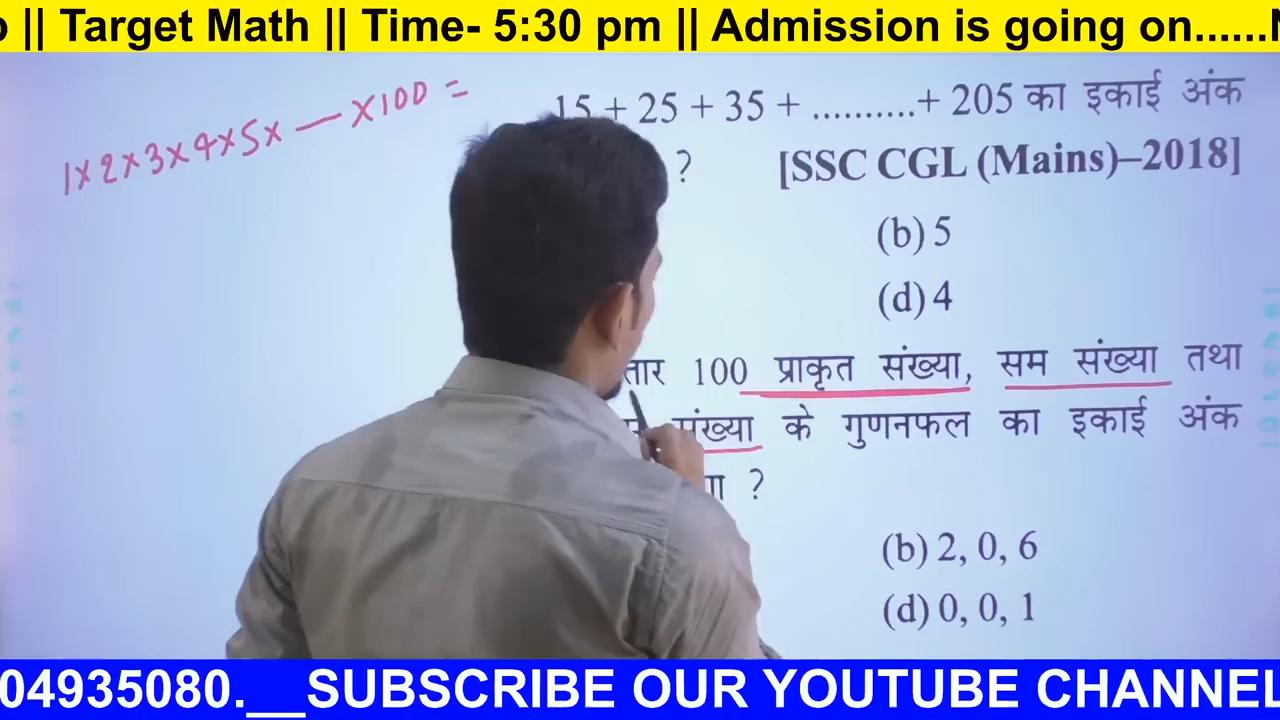 || Target Math || Time- 5:30 pm || Admission is going on......
1×2×3×4×5×—×100 =
15 + 25 + 35 + ..........+ 205 का इकाई अंक
? [SSC CGL (Mains)–2018]
(b) 5
(d) 4
100 प्राकृत संख्या, सम संख्या तथा
संख्या के गुणनफल का इकाई अंक
?
(b) 2, 0, 6
(d) 0, 0, 1
04935080.__SUBSCRIBE OUR YOUTUBE CHANNEL